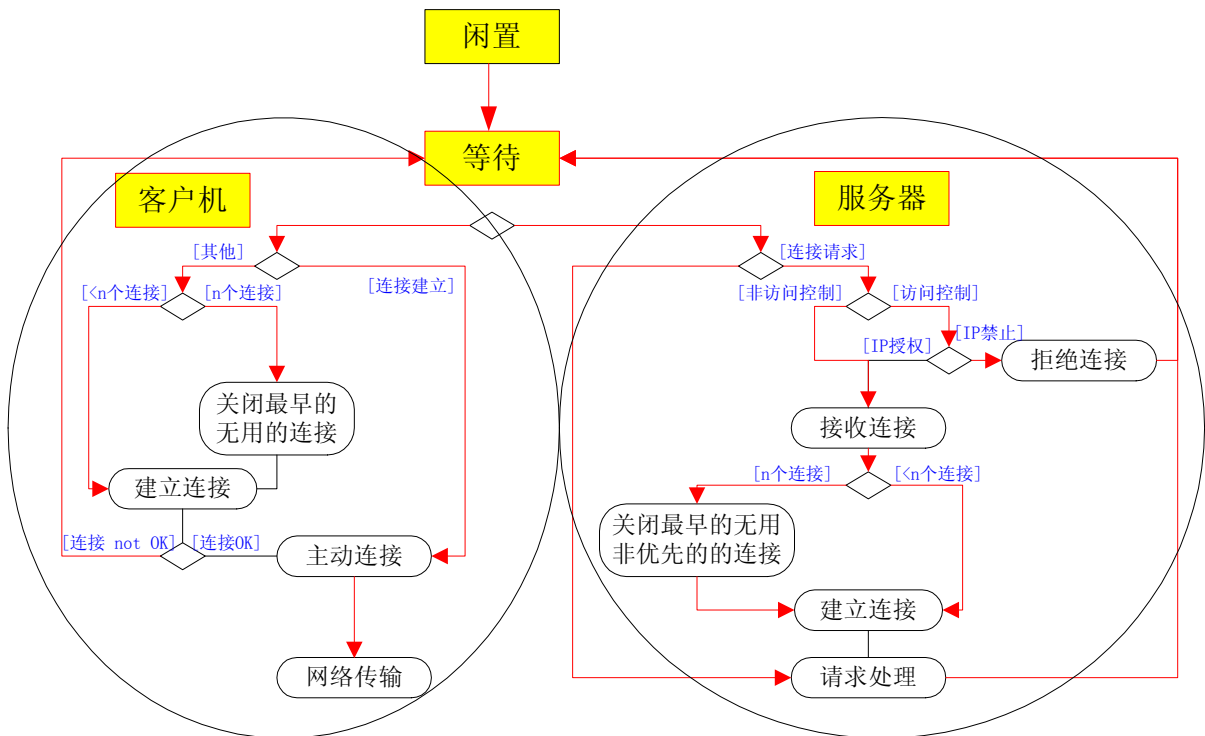 闲置
等待
客户机
服务器
[其他]
[连接请求]
[<n个连接]
[n个连接]
[连接建立]
[非访问控制]
[访问控制]
[IP授权]
[IP禁止]
拒绝连接
关闭最早的
无用的连接
接收连接
建立连接
[n个连接]
[<n个连接]
关闭最早的无用
非优先的的连接
[连接 not OK]
[连接OK]
主动连接
建立连接
网络传输
请求处理